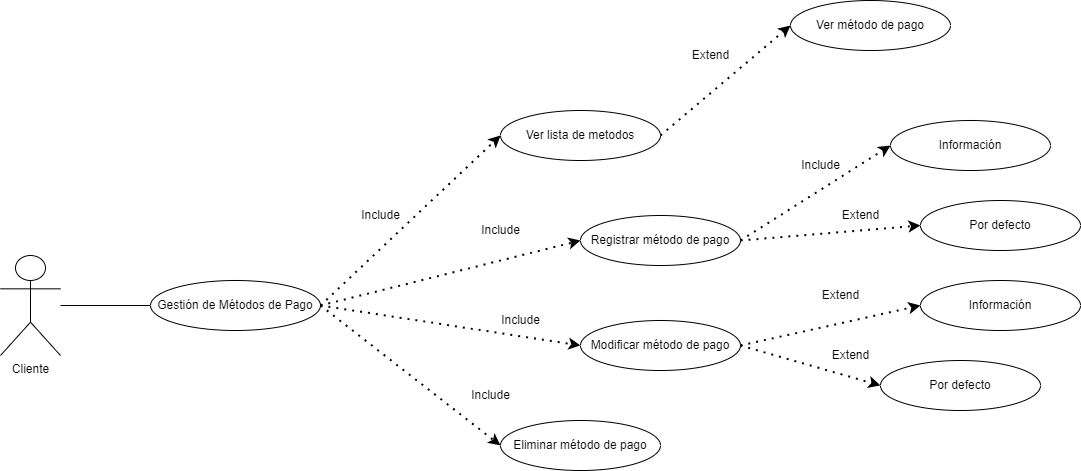 Ver método de pago
Extend
Ver lista de metodos
Información
Include
Include
Extend
Por defecto
Include
Registrar método de pago
Gestión de Métodos de Pago
Extend
Información
Include
Modificar método de pago
Extend
Cliente
Por defecto
Include
Eliminar método de pago